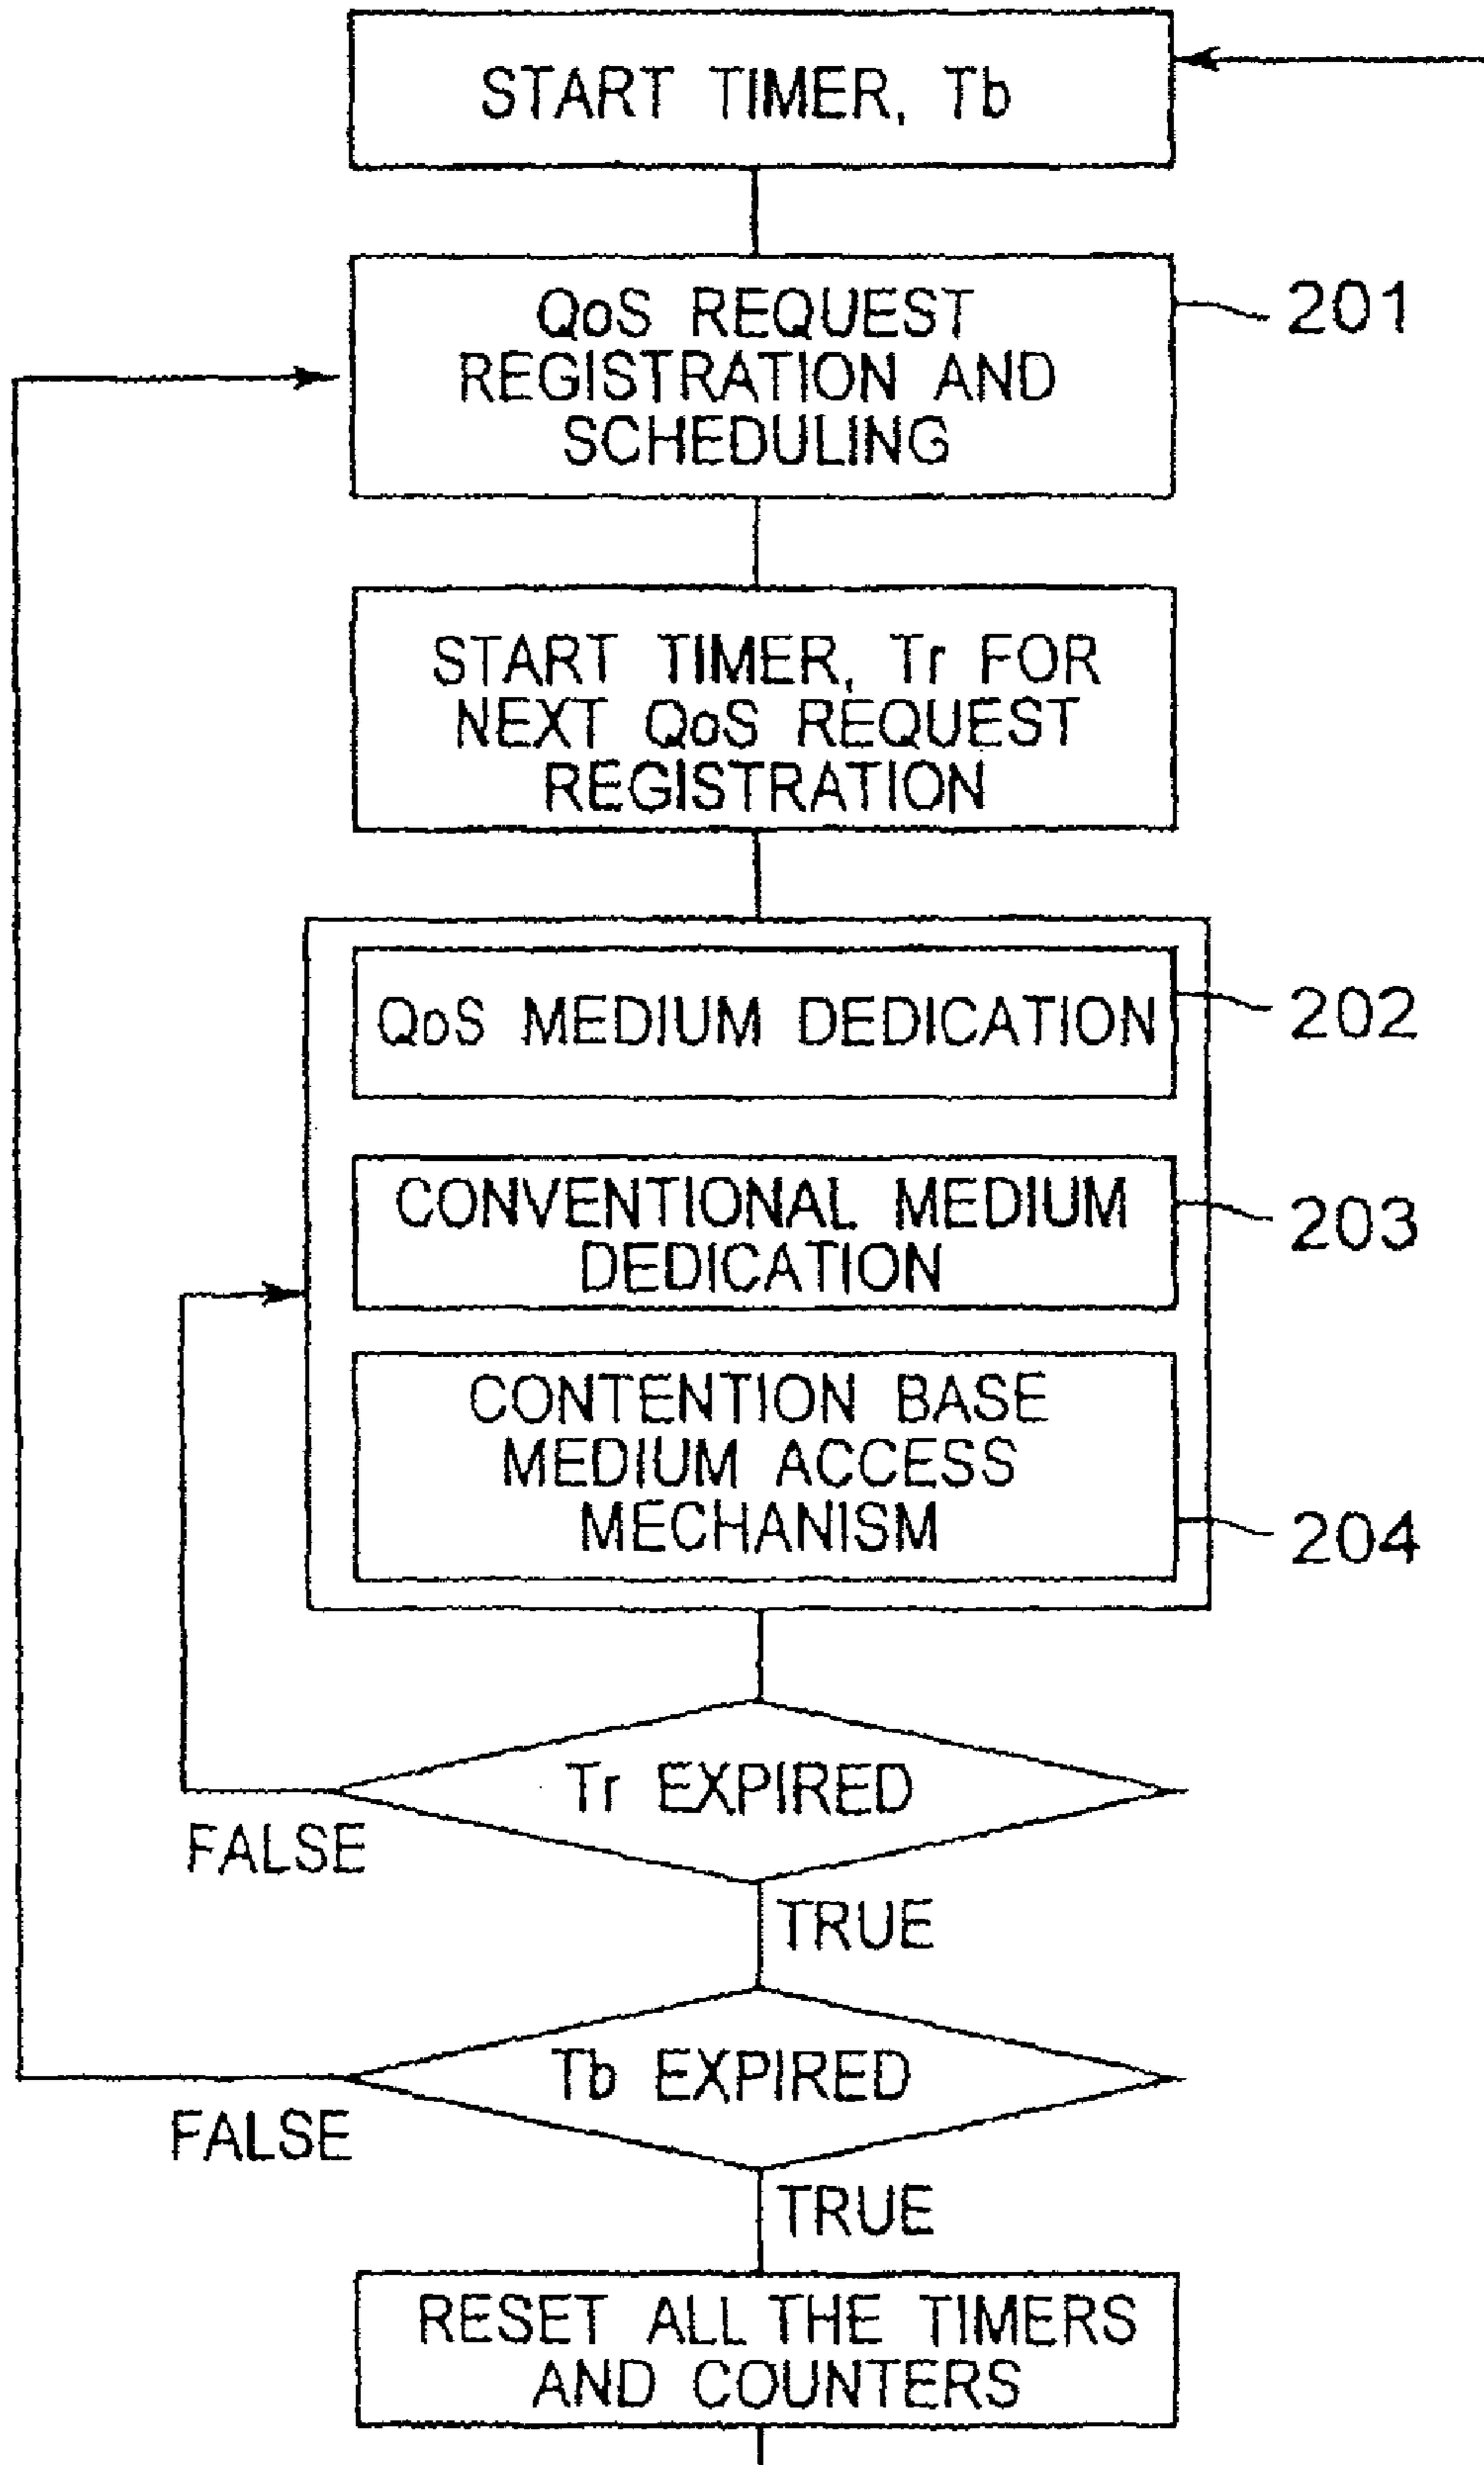 START TIMER, Tb
QoS REQUEST
REGISTRATION AND
SCHEDULING
201
START TIMER, Tr FOR
NEXT QoS REQUEST
REGISTRATION
QoS MEDIUM DEDICATION
202
CONVENTIONAL MEDIUM
DEDICATION
203
CONTENTION BASE
MEDIUM ACCESS
MECHANISM
204
Tr EXPIRED
FALSE
TRUE
Tb EXPIRED
FALSE
TRUE
RESET ALL THE TIMERS
AND COUNTERS